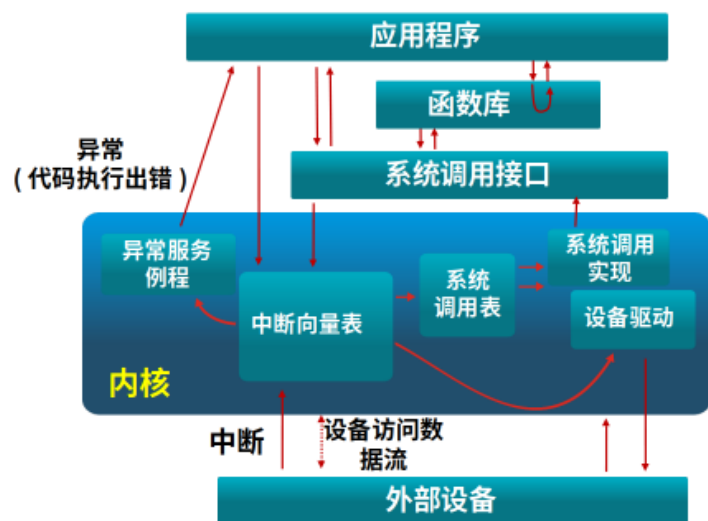 应用程序
函数库
异常
( 代码执行出错 )
系统调用接口
异常服务
例程
系统调用
实现
系统
调用表
中断向量表
设备驱动
内核
中断
设备访问数
据流
外部设备